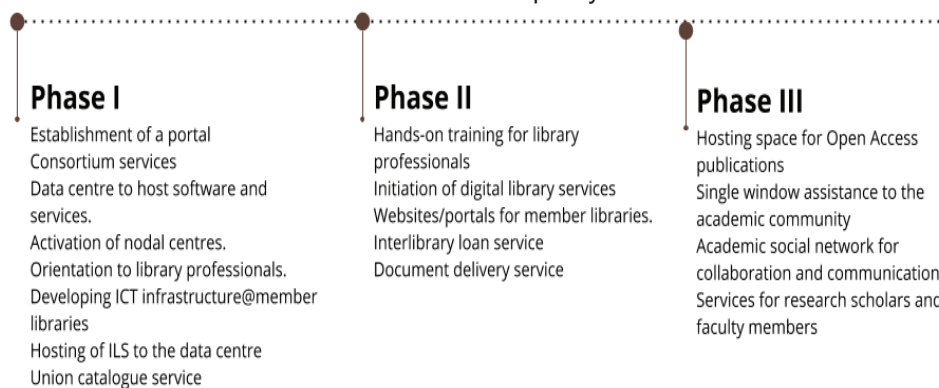 Phase I
Establishment of a portal
Consortium services
Data centre to host software and
services.
Activation of nodal centres.
Orientation to library professionals.
Developing ICT infrastructure@member
libraries
Hosting of ILS to the data centre
Union catalogue service
Phase II
Hands-on training for library
professionals
Initiation of digital library services
Websites/portals for member libraries.
Interlibrary loan service
Document delivery service
Phase III
Hosting space for Open Access
publications
Single window assistance to the
academic community
Academic social network for
collaboration and communication
Services for research scholars and
faculty members